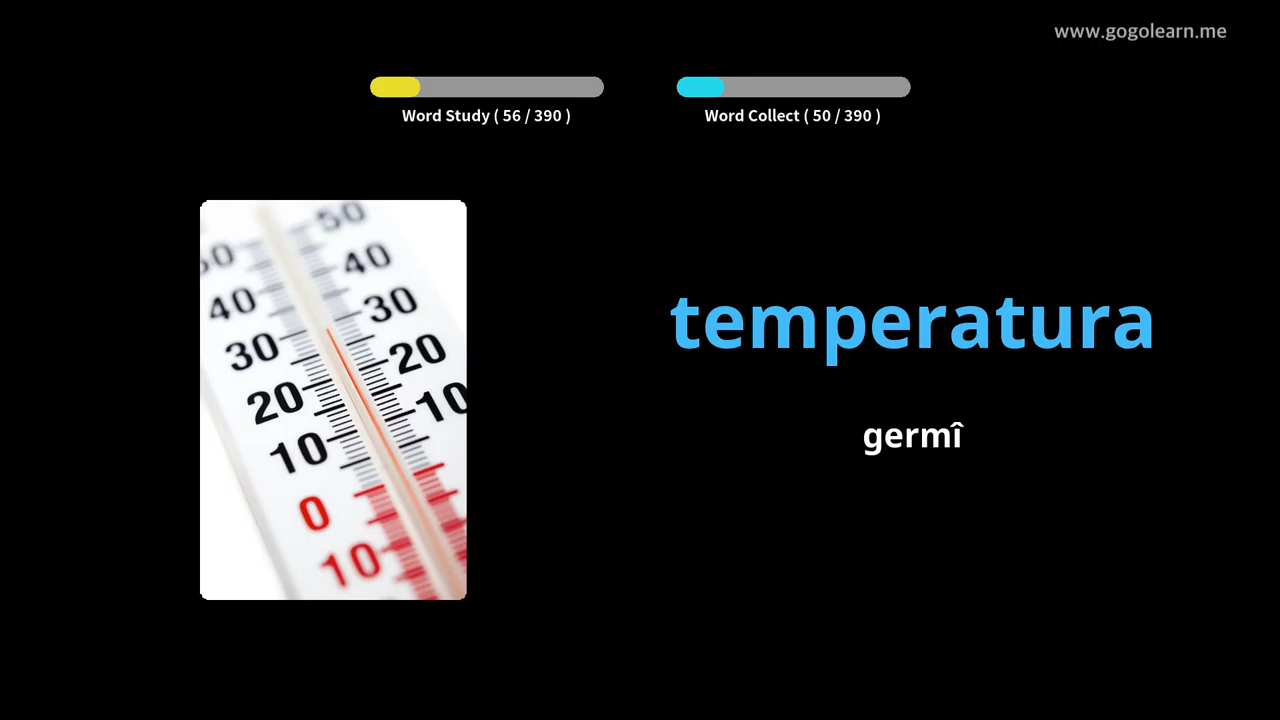 www.gogolearn.me
Word Study ( 56 / 390 )
Word Collect ( 50 / 390 )
50
50
40
40
30
30
20
20
10
10
0
10
temperatura
germî